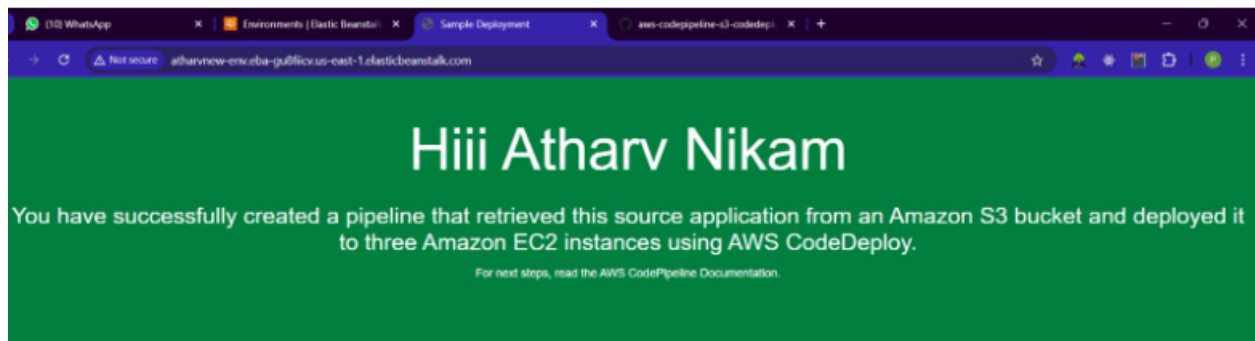 (10) WhatsApp
Environments | Elastic Beanstalk
Sample Deployment
aws-codepipeline-s3-codedepl
Not secure
atharvnew-env.eba-gu8fiicv.us-east-1.elasticbeanstalk.com
Hiii Atharv Nikam
You have successfully created a pipeline that retrieved this source application from an Amazon S3 bucket and deployed it
to three Amazon EC2 instances using AWS CodeDeploy.
For next steps, read the AWS CodePipeline Documentation.